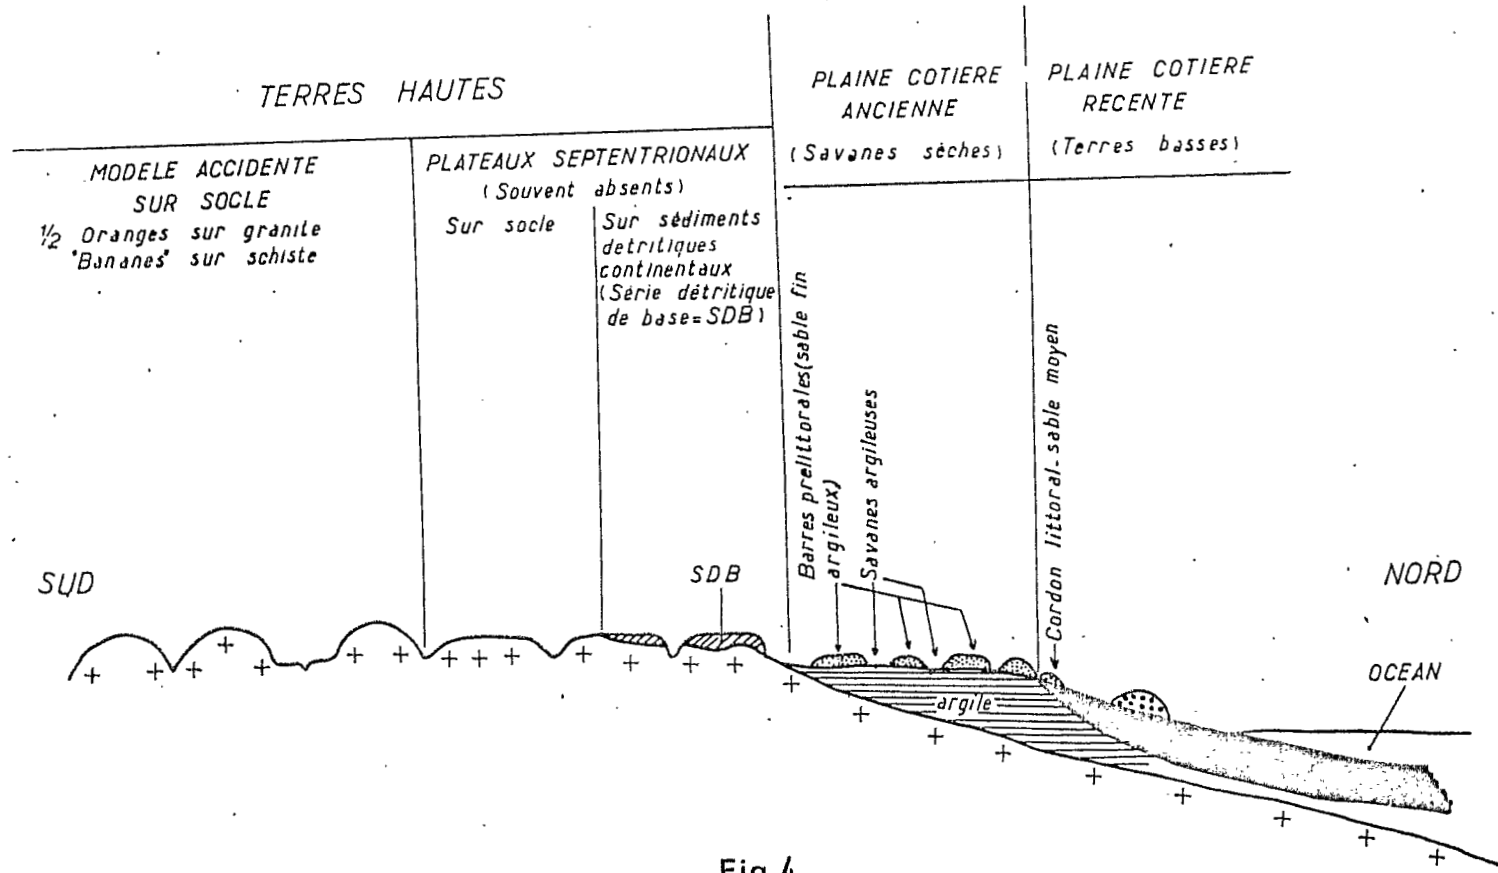 TERRES HAUTES
MODELE ACCIDENTE
SUR SOCLE
1/2 Oranges sur granite
"Bananes" sur schiste
PLATEAUX SEPTENTRIONAUX
(Souvent absents)
Sur socle
Sur sédiments
detritiques
continentaux
(Série détritique
de base=SDB)
PLAINE COTIERE
ANCIENNE
(Savanes sèches)
PLAINE COTIERE
RECENTE
(Terres basses)
Barres prelittorales(sable fin
argileux)
Savanes argileuses
Cordon littoral-sable moyen
SUD
SDB
NORD
OCEAN
argile
Fig 4